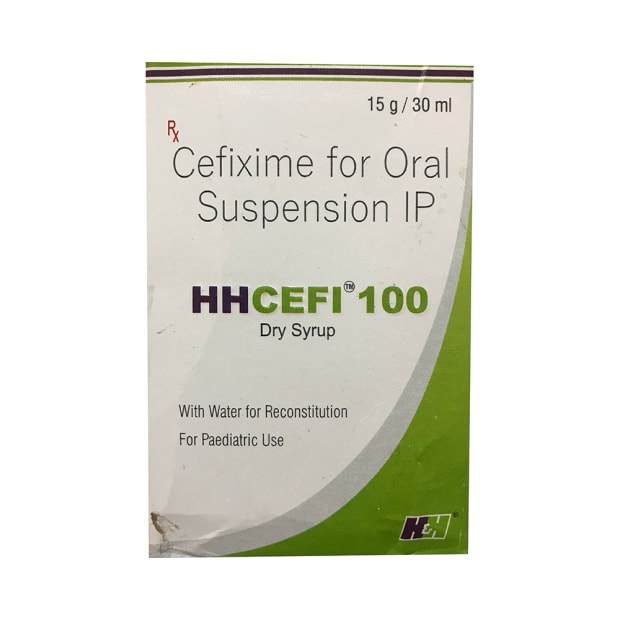 15 g / 30 ml
Rx
Cefixime for Oral
Suspension IP
HHCEFI™ 100
Dry Syrup
With Water for Reconstitution
For Paediatric Use
H&H®